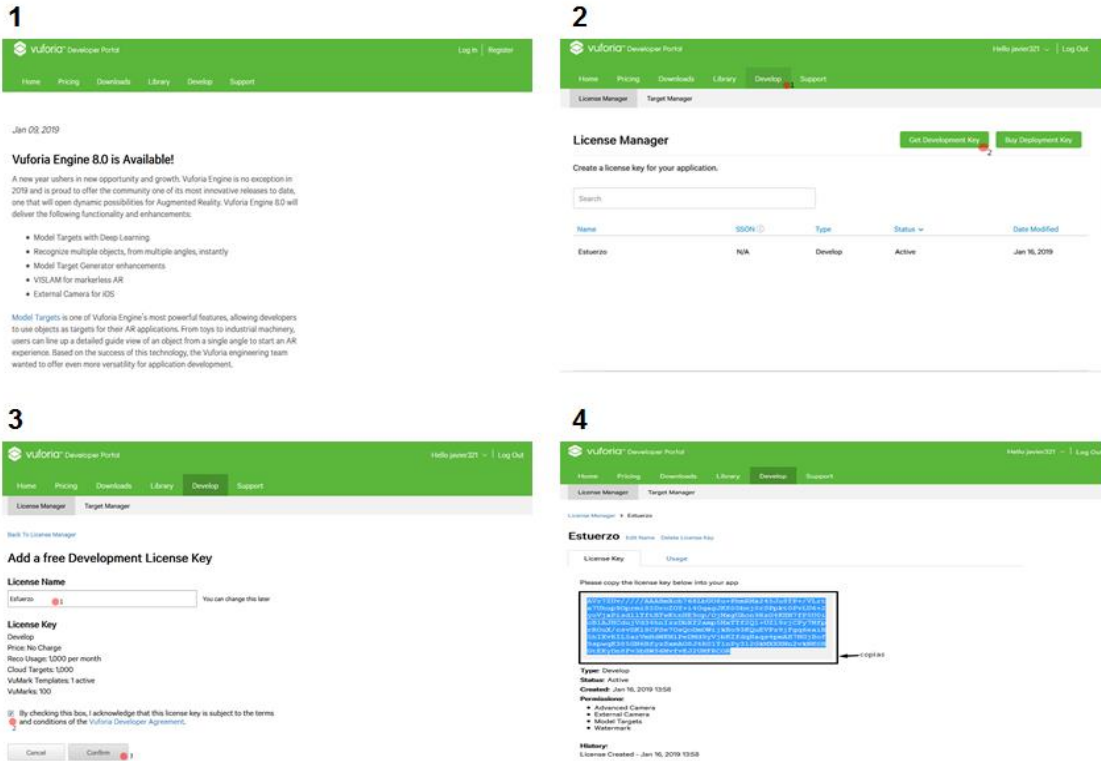 1
vuforia™ Developer Portal
Log In | Register
Home Pricing Downloads Library Develop Support
Jan 09, 2019
Vuforia Engine 8.0 is Available!
A new year ushers in new opportunity and growth. Vuforia Engine is no exception in
2019 and is proud to offer the community one of its most innovative releases to date,
one that will open dynamic possibilities for Augmented Reality. Vuforia Engine 8.0 will
deliver the following functionality and enhancements:
• Model Targets with Deep Learning
• Recognize multiple objects, from multiple angles, instantly
• Model Target Generator enhancements
• VISLAM for markerless AR
• External Camera for iOS
Model Targets is one of Vuforia Engine's most powerful features, allowing developers
to use objects as targets for their AR applications. From toys to industrial machinery,
users can line up a detailed guide view of an object from a single angle to start an AR
experience. Based on the success of this technology, the Vuforia engineering team
wanted to offer even more versatility for application development.
2
vuforia™ Developer Portal
Hello javier321 | Log Out
Home Pricing Downloads Library Develop Support
1
License Manager Target Manager
License Manager
Get Development Key Buy Deployment Key
2
Create a license key for your application.
Search
Name SSON Type Status Date Modified
Estuerzo N/A Develop Active Jan 16, 2019
3
vuforia™ Developer Portal
Hello javier321 | Log Out
Home Pricing Downloads Library Develop Support
License Manager Target Manager
Back To License Manager
Add a free Development License Key
License Name
Esfuerzo 1 You can change this later
License Key
Develop
Price: No Charge
Reco Usage: 1,000 per month
Cloud Targets: 1,000
VuMark Templates: 1 active
VuMarks: 100
By checking this box, I acknowledge that this license key is subject to the terms
and conditions of the Vuforia Developer Agreement.
2
Cancel Confirm 3
4
vuforia™ Developer Portal
Hello javier321 | Log Out
Home Pricing Downloads Library Develop Support
License Manager Target Manager
License Manager > Estuerzo
Estuerzo Edit Name Delete License Key
License Key Usage
Please copy the license key below into your app
copias
Type: Develop
Status: Active
Created: Jan 16, 2019 13:58
Permissions:
• Advanced Camera
• External Camera
• Model Targets
• Watermark
History:
License Created - Jan 16, 2019 13:58